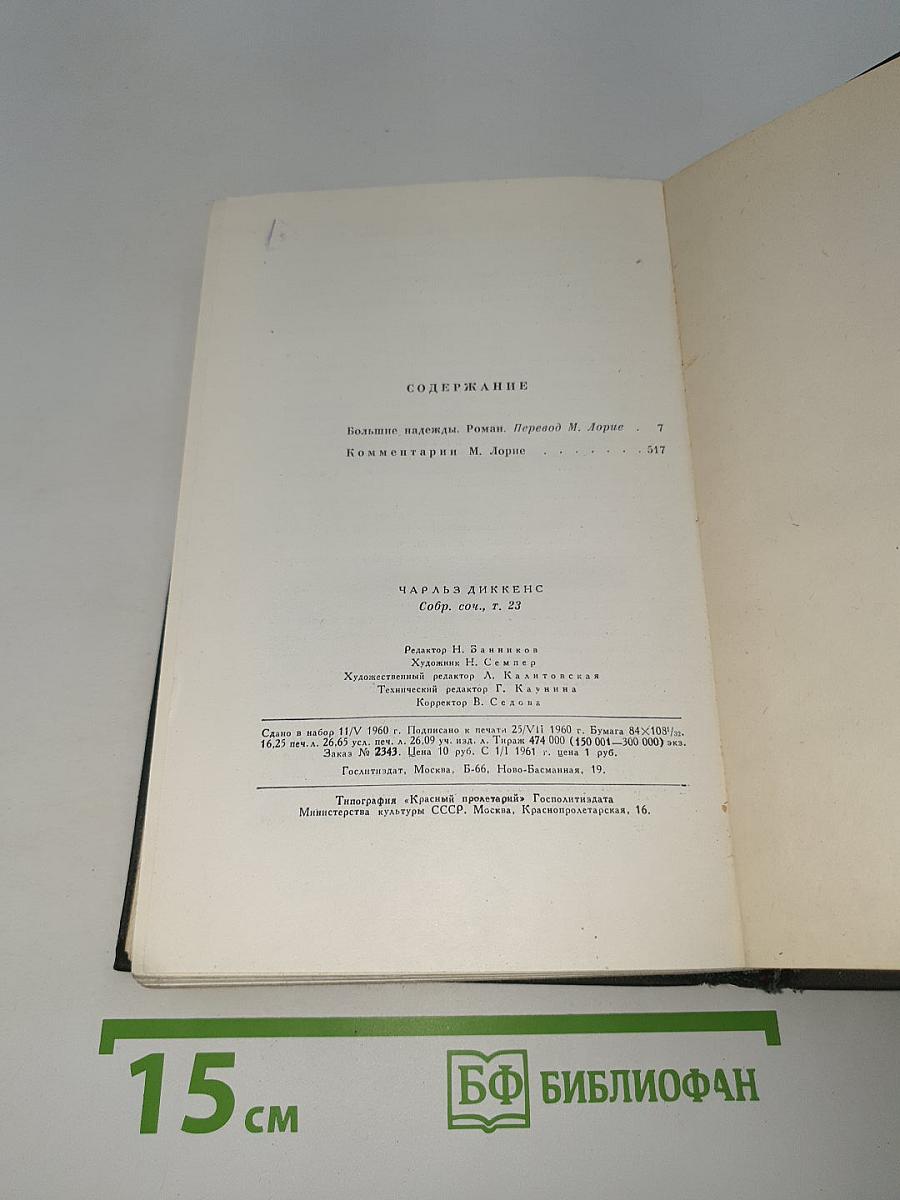 СОДЕРЖАНИЕ
Большие надежды. Роман. Перевод М. Лорие . 7
Комментарии М. Лорие . . . . . . . 517
ЧАРЛЬЗ ДИККЕНС
Собр. соч., т. 23
Редактор Н. Банников
Художник Н. Семпер
Художественный редактор Л. Калитовская
Технический редактор Г. Каунина
Корректор В. Седова
Сдано в набор 11/V 1960 г. Подписано к печати 25/VII 1960 г. Бумага 84×108¹/₃₂.
16,25 печ. л. 26,65 усл. печ. л. 26,09 уч. изд. л. Тираж 474 000 (150 001—300 000) экз.
Заказ № 2343. Цена 10 руб. С 1/I 1961 г. цена 1 руб.
Гослитиздат, Москва, Б-66, Ново-Басманная, 19.
Типография «Красный пролетарий» Госполитиздата
Министерства культуры СССР. Москва, Краснопролетарская, 16.
15 см
БФ БИБЛИОФАН